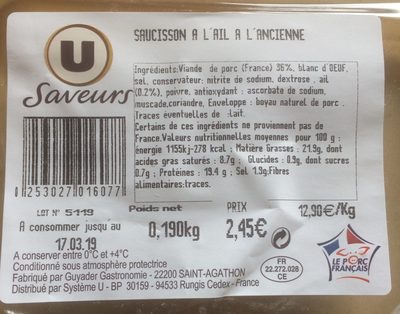 SAUCISSON A L'AIL A L'ANCIENNE
U
Saveurs
Ingrédients:Viande de porc (France) 36%, blanc d'OEUF,
sel, conservateur: nitrite de sodium, dextrose, ail
(0.2%), poivre, antioxydant : ascorbate de sodium,
muscade,coriandre, Enveloppe : boyau naturel de porc.
Traces éventuelles de :Lait.
Certains de ces ingrédients ne proviennent pas de
France.Valeurs nutritionnelles moyennes pour 100 g :
énergie 1155kj-278 kcal ; Matière Grasses : 21.9g, dont
acides gras saturés : 8.7g ; Glucides : 0.9g, dont sucres
0.7g ; Protéines : 19.4 g ; Sel 1.9g:Fibres
alimentaires:traces.
0 253027 016077
LOT N° 5119
Poids net
PRIX
12,90€/Kg
A consommer jusqu'au
17.03.19
0,190kg
2,45€
A conserver entre 0°C et +4°C
Conditionné sous atmosphère protectrice
Fabriqué par Guyader Gastronomie - 22200 SAINT-AGATHON
Distribué par Système U - BP 30159 - 94533 Rungis Cedex - France
FR
22.272.028
CE
LE PORC
FRANÇAIS